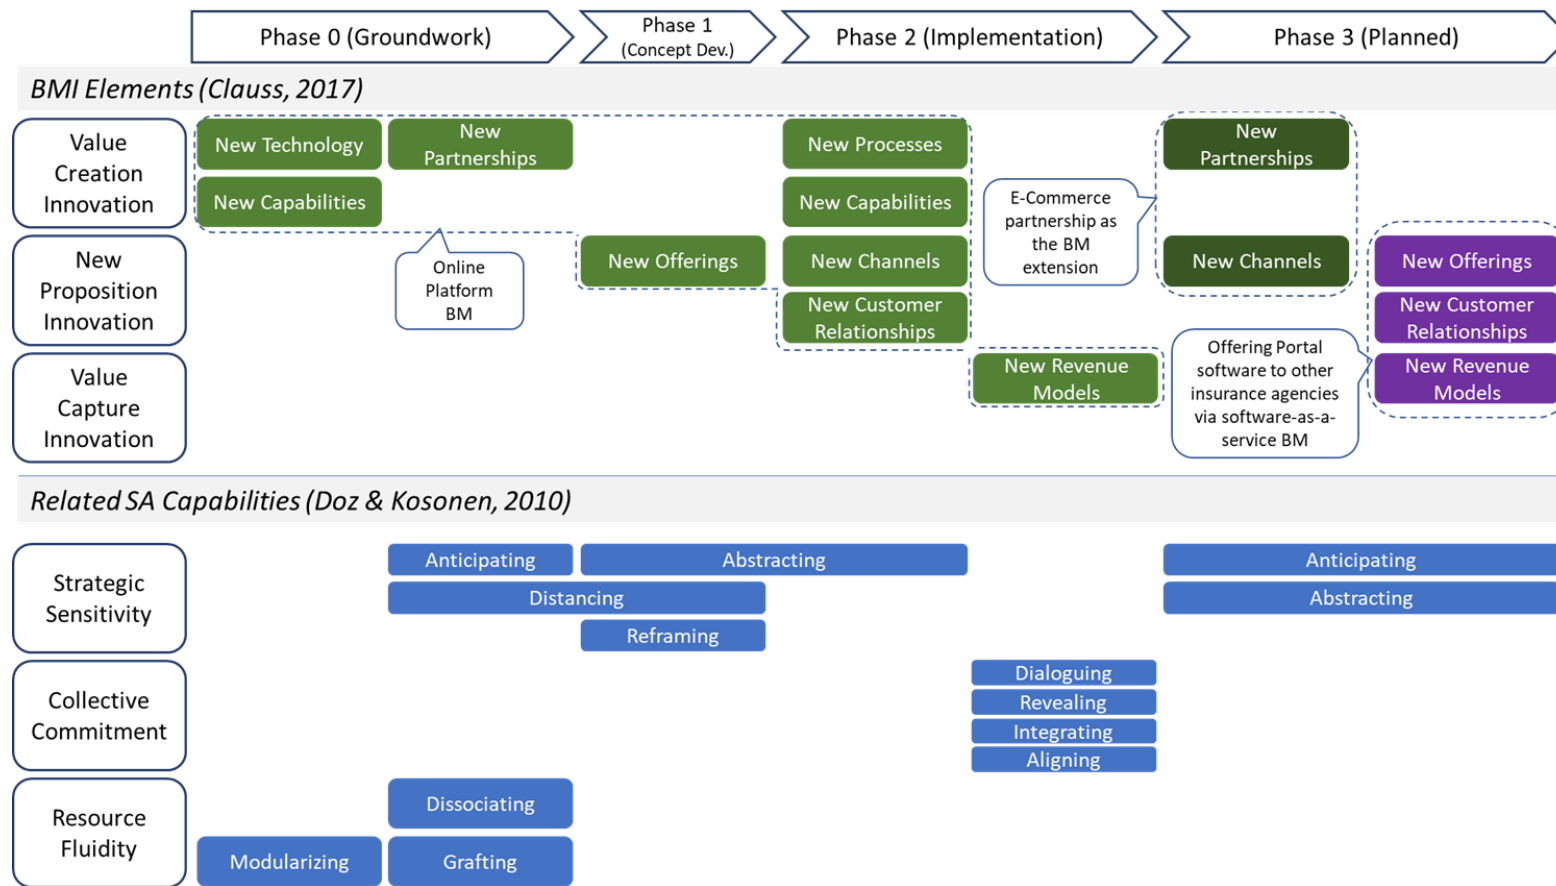 Phase 0 (Groundwork)
Phase 1
(Concept Dev.)
Phase 2 (Implementation)
Phase 3 (Planned)
BMI Elements (Clauss, 2017)
Value
Creation
Innovation
New Technology
New
Partnerships
New Capabilities
New Processes
New Capabilities
E-Commerce
partnership as
the BM
extension
New
Partnerships
New
Proposition
Innovation
Online
Platform
BM
New Offerings
New Channels
New Customer
Relationships
New Channels
New Offerings
New Customer
Relationships
Value
Capture
Innovation
New Revenue
Models
Offering Portal
software to other
insurance agencies
via software-as-a-
service BM
New Revenue
Models
Related SA Capabilities (Doz & Kosonen, 2010)
Strategic
Sensitivity
Anticipating
Abstracting
Anticipating
Distancing
Abstracting
Reframing
Collective
Commitment
Dialoguing
Revealing
Integrating
Aligning
Resource
Fluidity
Dissociating
Modularizing
Grafting